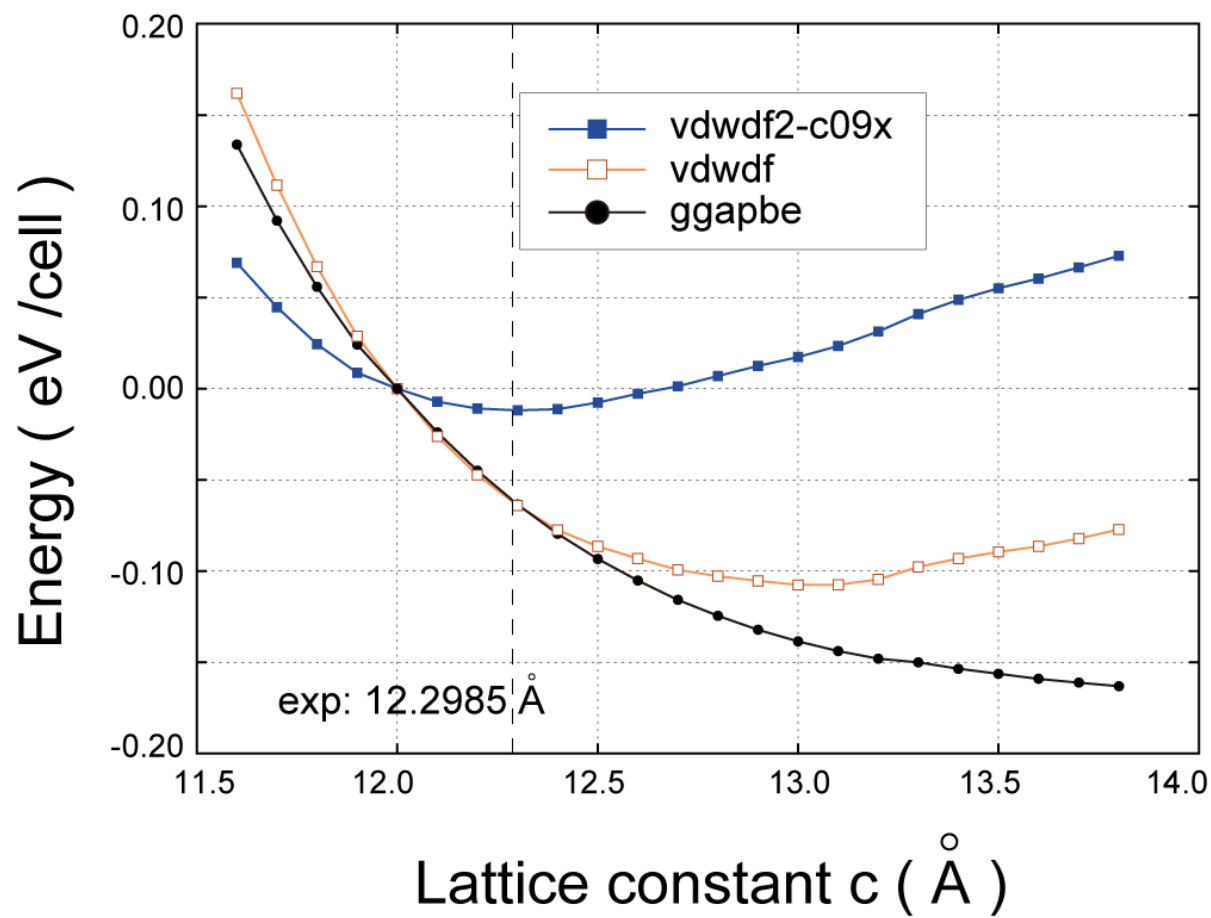 0.20
0.10
0.00
-0.10
-0.20
Energy ( eV /cell )
vdwdf2-c09x
vdwdf
ggapbe
exp: 12.2985 Å
11.5 12.0 12.5 13.0 13.5 14.0
Lattice constant c ( Å )